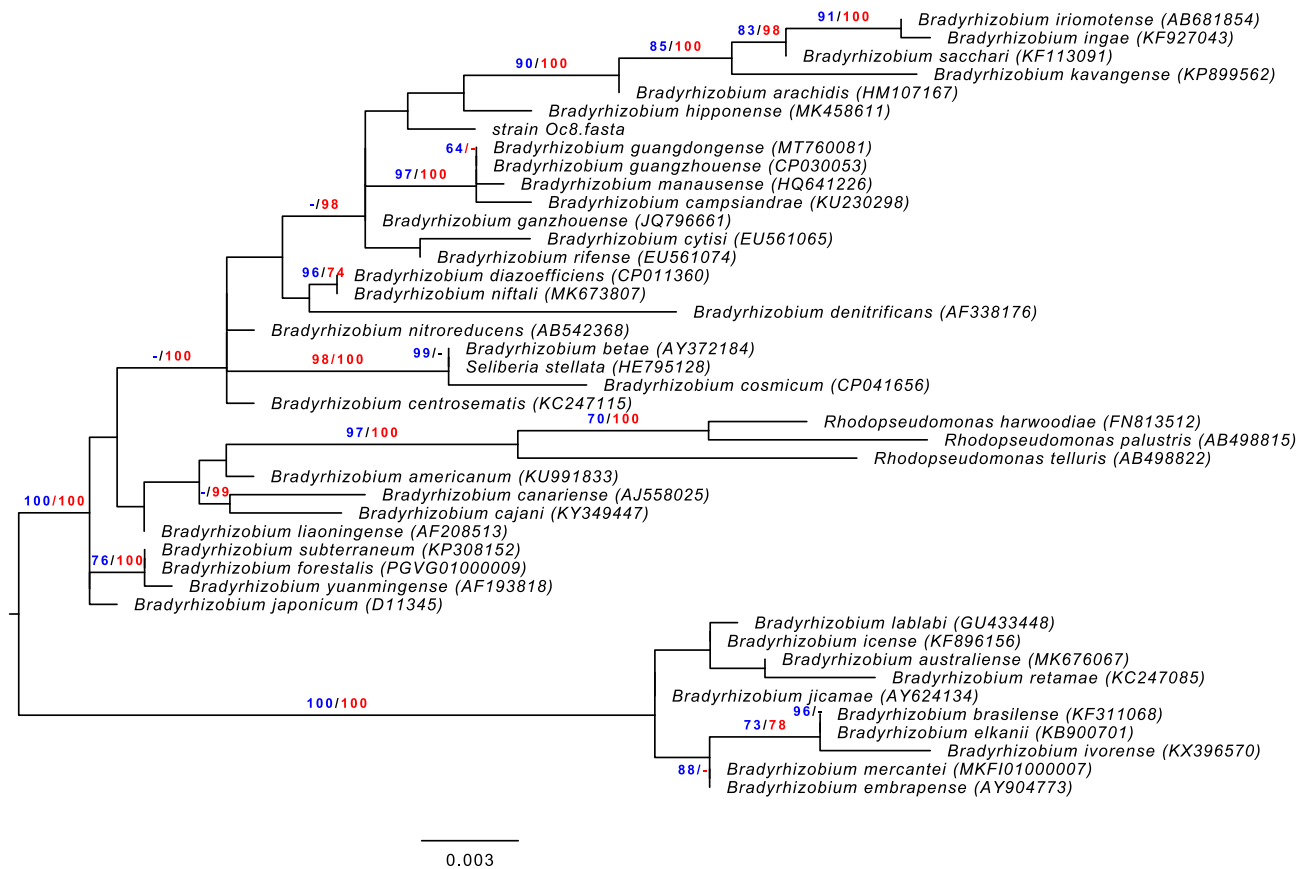 91/100
Bradyrhizobium iriomotense (AB681854)
83/98
Bradyrhizobium ingae (KF927043)
85/100
Bradyrhizobium sacchari (KF113091)
90/100
Bradyrhizobium kavangense (KP899562)
Bradyrhizobium arachidis (HM107167)
Bradyrhizobium hipponense (MK458611)
strain Oc8.fasta
64/-
Bradyrhizobium guangdongense (MT760081)
Bradyrhizobium guangzhouense (CP030053)
97/100
Bradyrhizobium manausense (HQ641226)
Bradyrhizobium campsiandrae (KU230298)
-/98
Bradyrhizobium ganzhouense (JQ796661)
Bradyrhizobium cytisi (EU561065)
Bradyrhizobium rifense (EU561074)
96/74
Bradyrhizobium diazoefficiens (CP011360)
Bradyrhizobium niftali (MK673807)
Bradyrhizobium denitrificans (AF338176)
Bradyrhizobium nitroreducens (AB542368)
-/100
99/-
Bradyrhizobium betae (AY372184)
98/100
Seliberia stellata (HE795128)
Bradyrhizobium cosmicum (CP041656)
Bradyrhizobium centrosematis (KC247115)
70/100
Rhodopseudomonas harwoodiae (FN813512)
97/100
Rhodopseudomonas palustris (AB498815)
Rhodopseudomonas telluris (AB498822)
Bradyrhizobium americanum (KU991833)
-/99
Bradyrhizobium canariense (AJ558025)
100/100
Bradyrhizobium cajani (KY349447)
Bradyrhizobium liaoningense (AF208513)
Bradyrhizobium subterraneum (KP308152)
76/100
Bradyrhizobium forestalis (PGVG01000009)
Bradyrhizobium yuanmingense (AF193818)
Bradyrhizobium japonicum (D11345)
Bradyrhizobium lablabi (GU433448)
Bradyrhizobium icense (KF896156)
Bradyrhizobium australiense (MK676067)
Bradyrhizobium retamae (KC247085)
100/100
Bradyrhizobium jicamae (AY624134)
96/-
Bradyrhizobium brasilense (KF311068)
73/78
Bradyrhizobium elkanii (KB900701)
Bradyrhizobium ivorense (KX396570)
88/-
Bradyrhizobium mercantei (MKFI01000007)
Bradyrhizobium embrapense (AY904773)
0.003